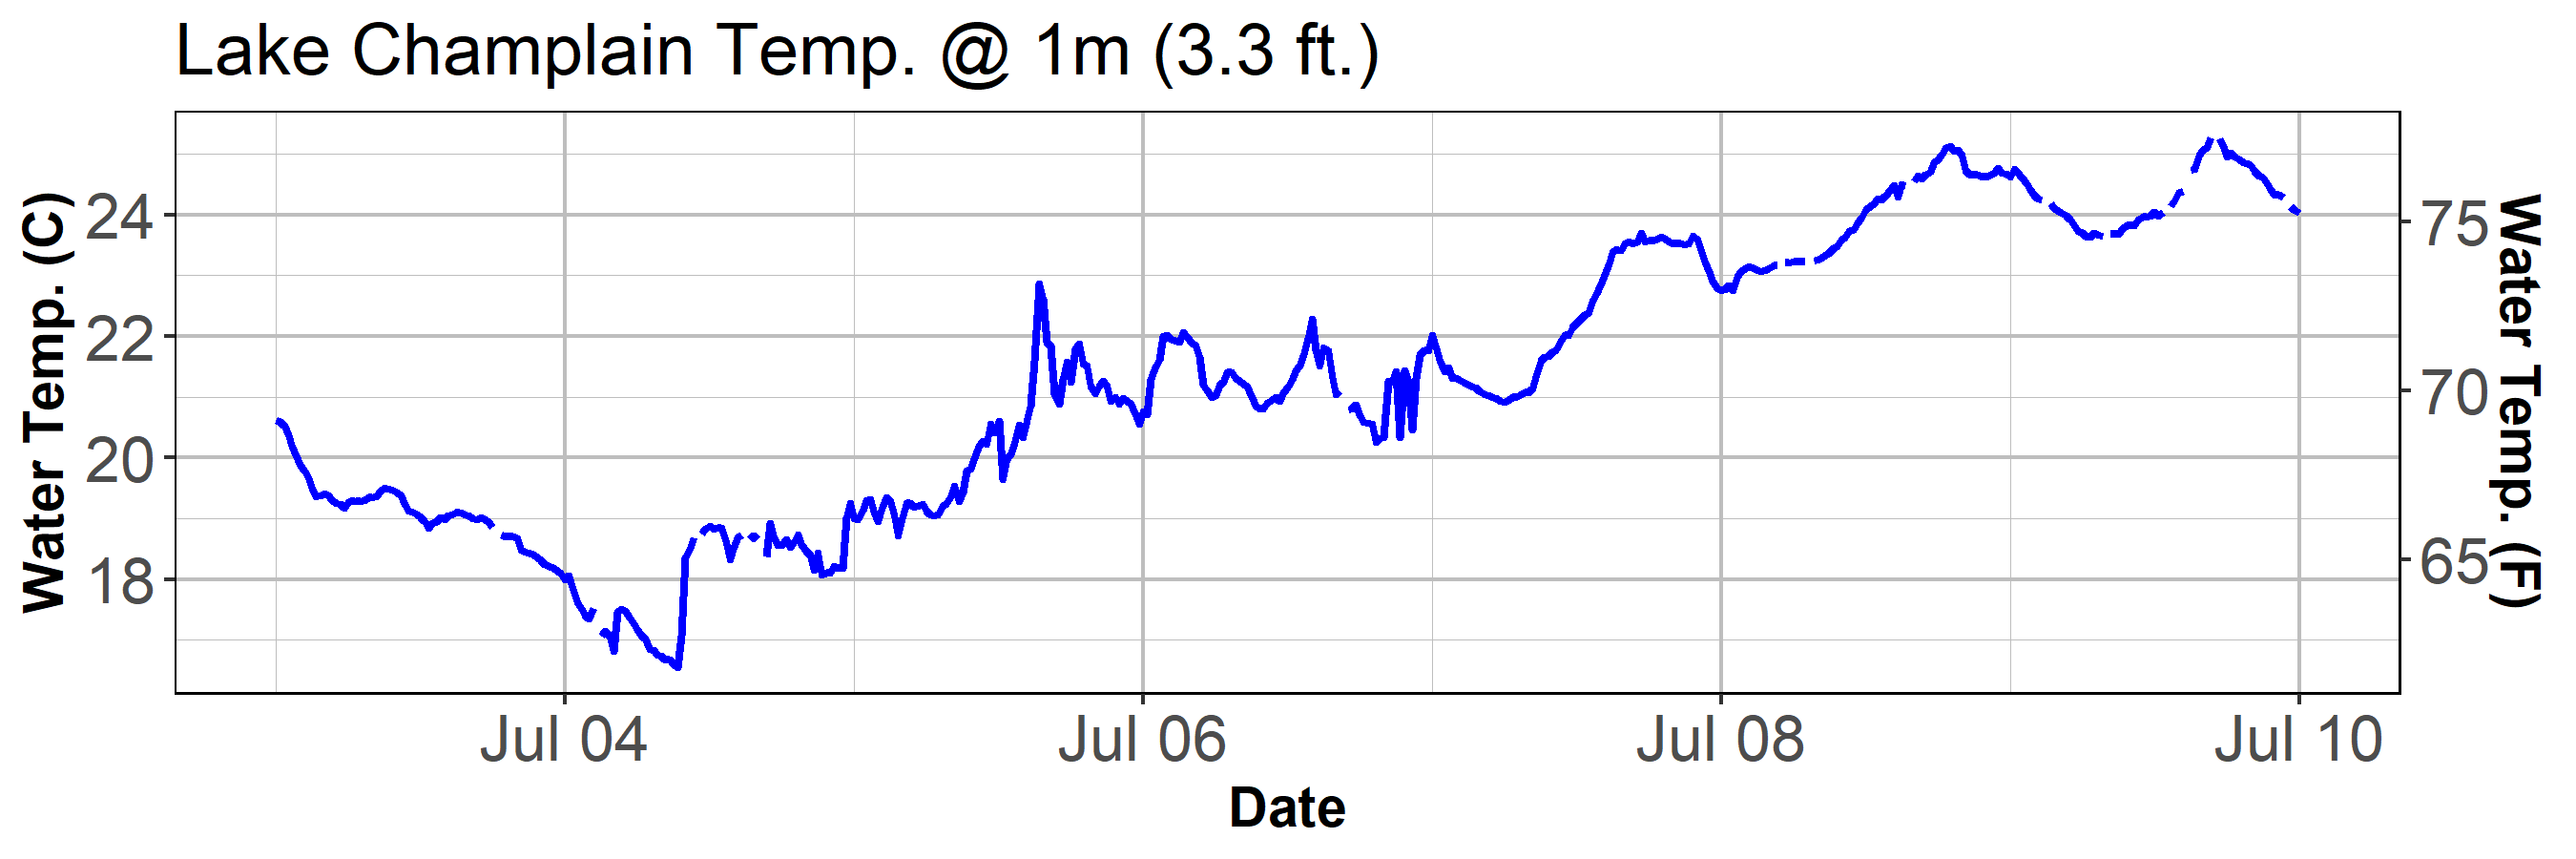 Lake Champlain Temp. @ 1m (3.3 ft.)
Water Temp. (C)
24
22
20
18
75
70
65
Water Temp. (F)
Jul 04
Jul 06
Jul 08
Jul 10
Date